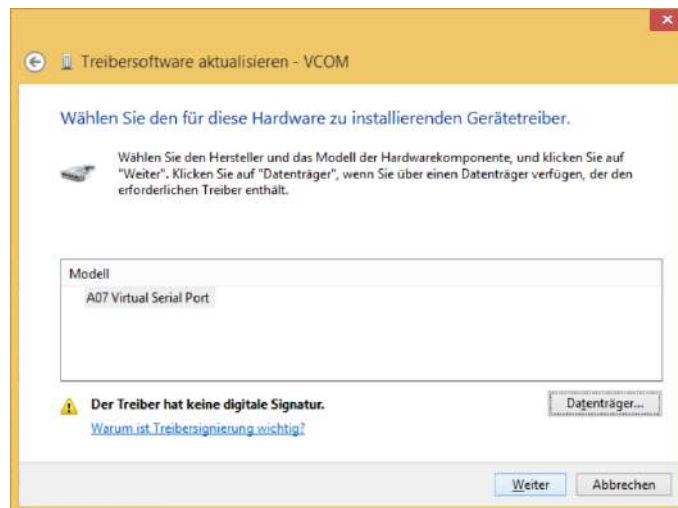 Treibersoftware aktualisieren - VCOM
Wählen Sie den für diese Hardware zu installierenden Gerätetreiber.
Wählen Sie den Hersteller und das Modell der Hardwarekomponente, und klicken Sie auf
"Weiter". Klicken Sie auf "Datenträger", wenn Sie über einen Datenträger verfügen, der den
erforderlichen Treiber enthält.
Modell
A07 Virtual Serial Port
Der Treiber hat keine digitale Signatur.
Datenträger...
Warum ist Treibersignierung wichtig?
Weiter
Abbrechen